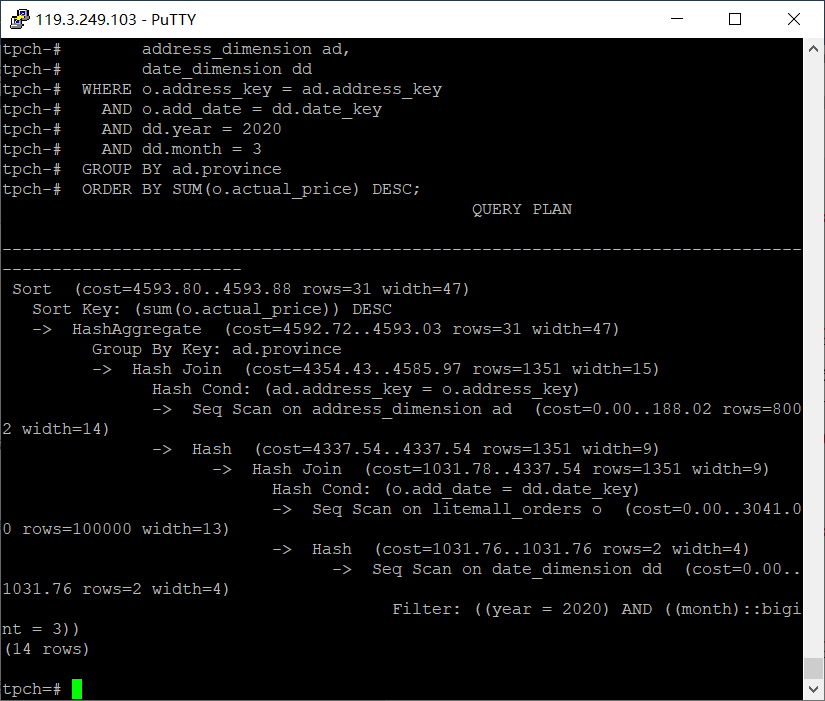 119.3.249.103 - PuTTY
tpch-#        address_dimension ad,
tpch-#        date_dimension dd
tpch-#  WHERE o.address_key = ad.address_key
tpch-#    AND o.add_date = dd.date_key
tpch-#    AND dd.year = 2020
tpch-#    AND dd.month = 3
tpch-#  GROUP BY ad.province
tpch-#  ORDER BY SUM(o.actual_price) DESC;
                                               QUERY PLAN
--------------------------------------------------------------------------------
------------------------
 Sort  (cost=4593.80..4593.88 rows=31 width=47)
   Sort Key: (sum(o.actual_price)) DESC
   ->  HashAggregate  (cost=4592.72..4593.03 rows=31 width=47)
         Group By Key: ad.province
         ->  Hash Join  (cost=4354.43..4585.97 rows=1351 width=15)
               Hash Cond: (ad.address_key = o.address_key)
               ->  Seq Scan on address_dimension ad  (cost=0.00..188.02 rows=800
2 width=14)
               ->  Hash  (cost=4337.54..4337.54 rows=1351 width=9)
                     ->  Hash Join  (cost=1031.78..4337.54 rows=1351 width=9)
                           Hash Cond: (o.add_date = dd.date_key)
                           ->  Seq Scan on litemall_orders o  (cost=0.00..3041.0
0 rows=100000 width=13)
                           ->  Hash  (cost=1031.76..1031.76 rows=2 width=4)
                                 ->  Seq Scan on date_dimension dd  (cost=0.00..
1031.76 rows=2 width=4)
                                       Filter: ((year = 2020) AND ((month)::bigi
nt = 3))
(14 rows)
tpch=#